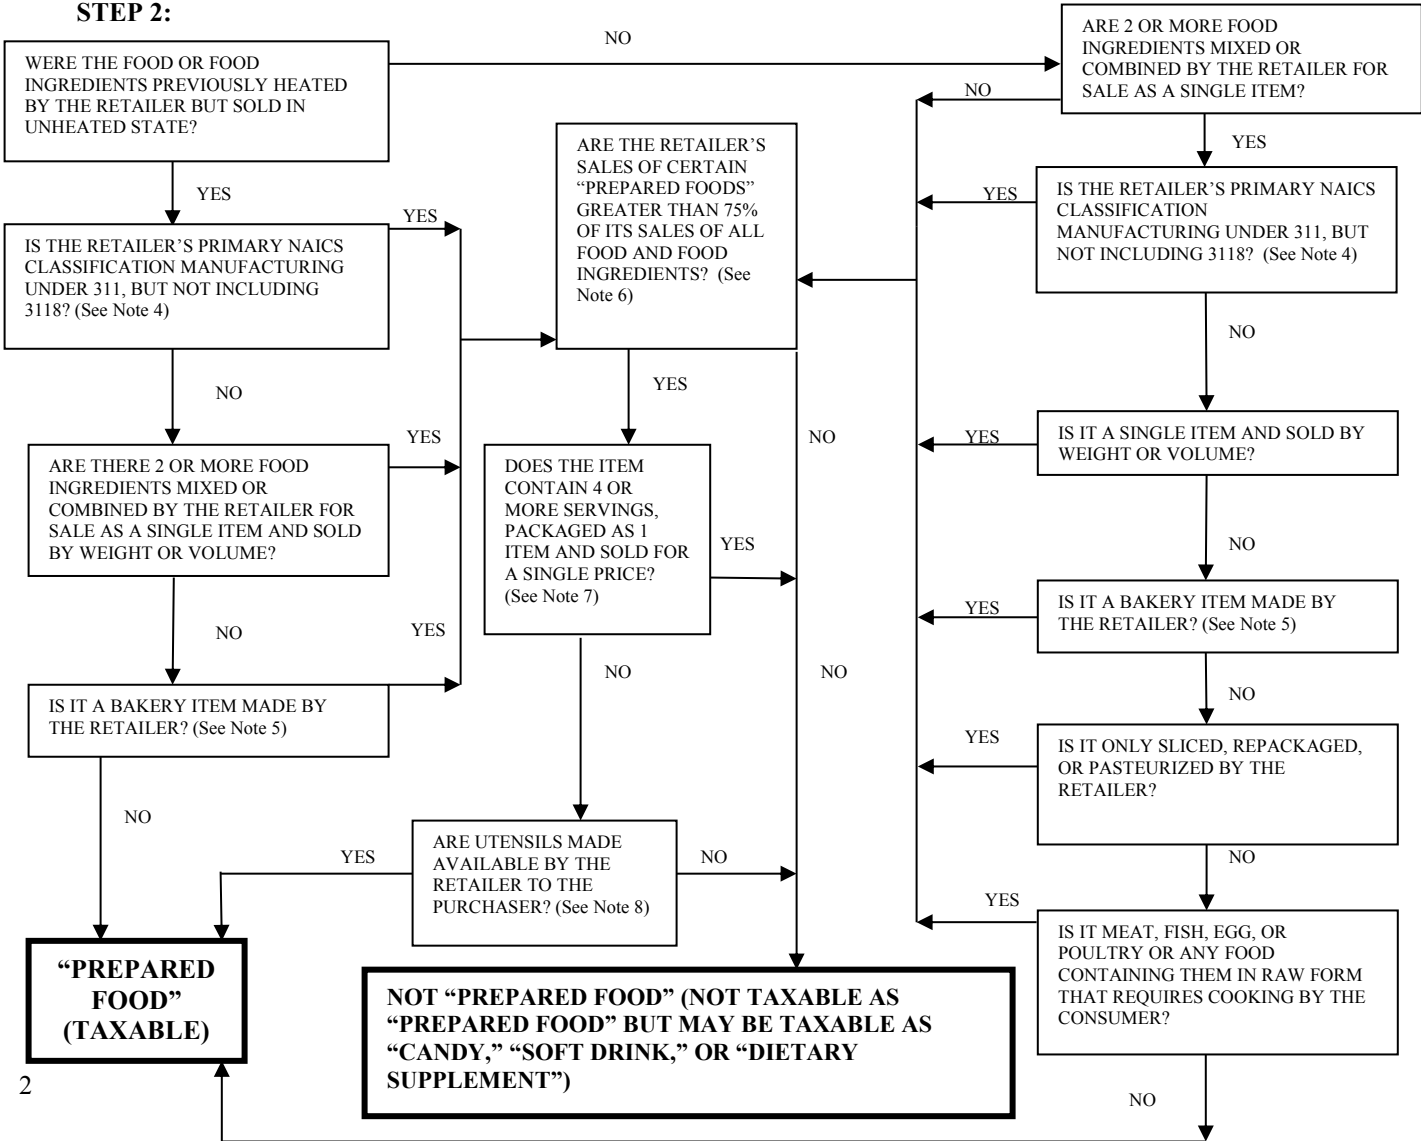 STEP 2:
WERE THE FOOD OR FOOD
INGREDIENTS PREVIOUSLY HEATED
BY THE RETAILER BUT SOLD IN
UNHEATED STATE?
NO
ARE 2 OR MORE FOOD
INGREDIENTS MIXED OR
COMBINED BY THE RETAILER FOR
SALE AS A SINGLE ITEM?
NO
YES
YES
IS THE RETAILER'S PRIMARY NAICS
CLASSIFICATION MANUFACTURING
UNDER 311, BUT NOT INCLUDING
3118? (See Note 4)
YES
NO
ARE THERE 2 OR MORE FOOD
INGREDIENTS MIXED OR
COMBINED BY THE RETAILER FOR
SALE AS A SINGLE ITEM AND SOLD
BY WEIGHT OR VOLUME?
YES
NO
IS IT A BAKERY ITEM MADE BY
THE RETAILER? (See Note 5)
YES
NO
ARE THE RETAILER’S
SALES OF CERTAIN
“PREPARED FOODS”
GREATER THAN 75%
OF ITS SALES OF ALL
FOOD AND FOOD
INGREDIENTS? (See
Note 6)
YES
NO
DOES THE ITEM
CONTAIN 4 OR
MORE SERVINGS,
PACKAGED AS 1
ITEM AND SOLD FOR
A SINGLE PRICE?
(See Note 7)
YES
NO
NO
ARE UTENSILS MADE
AVAILABLE BY THE
RETAILER TO THE
PURCHASER? (See Note 8)
YES
NO
IS THE RETAILER’S PRIMARY NAICS
CLASSIFICATION
MANUFACTURING UNDER 311, BUT
NOT INCLUDING 3118? (See Note 4)
YES
NO
IS IT A SINGLE ITEM AND SOLD BY
WEIGHT OR VOLUME?
YES
NO
IS IT A BAKERY ITEM MADE BY
THE RETAILER? (See Note 5)
YES
NO
IS IT ONLY SLICED, REPACKAGED,
OR PASTEURIZED BY THE
RETAILER?
YES
NO
IS IT MEAT, FISH, EGG, OR
POULTRY OR ANY FOOD
CONTAINING THEM IN RAW FORM
THAT REQUIRES COOKING BY THE
CONSUMER?
YES
NO
“PREPARED
FOOD”
(TAXABLE)
NOT “PREPARED FOOD” (NOT TAXABLE AS
“PREPARED FOOD” BUT MAY BE TAXABLE AS
“CANDY,” “SOFT DRINK,” OR “DIETARY
SUPPLEMENT”)
2